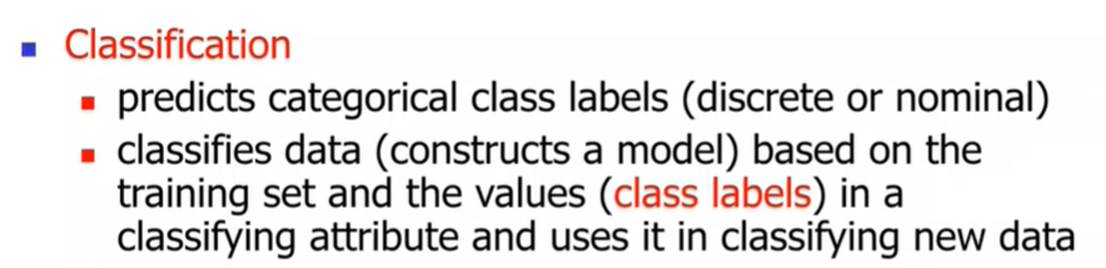 Classification
predicts categorical class labels (discrete or nominal)
classifies data (constructs a model) based on the
training set and the values (class labels) in a
classifying attribute and uses it in classifying new data